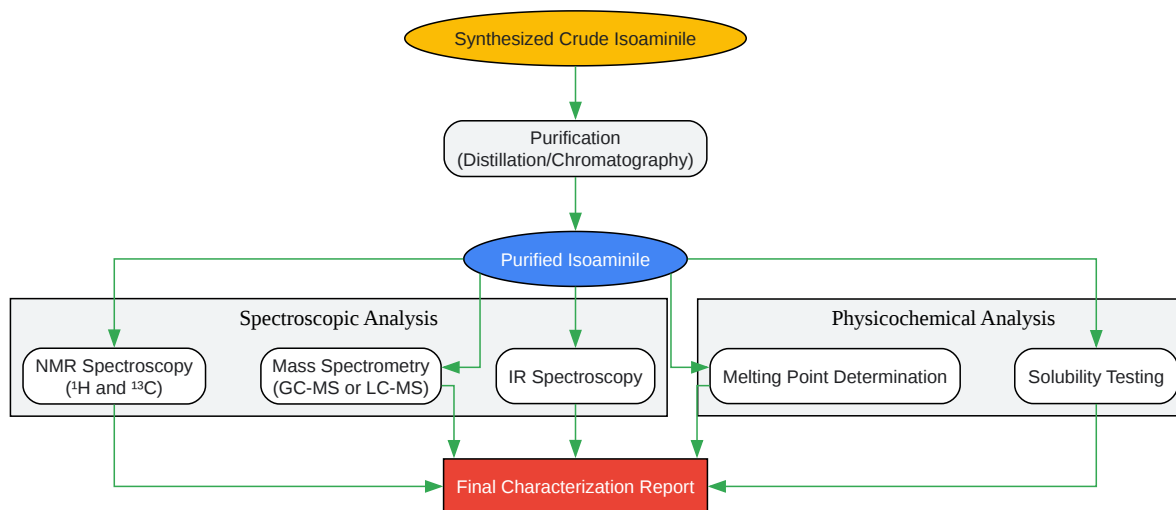 Synthesized Crude Isoaminile
Purification
(Distillation/Chromatography)
Purified Isoaminile
Spectroscopic Analysis
Physicochemical Analysis
NMR Spectroscopy
(¹H and ¹³C)
Mass Spectrometry
(GC-MS or LC-MS)
IR Spectroscopy
Melting Point Determination
Solubility Testing
Final Characterization Report